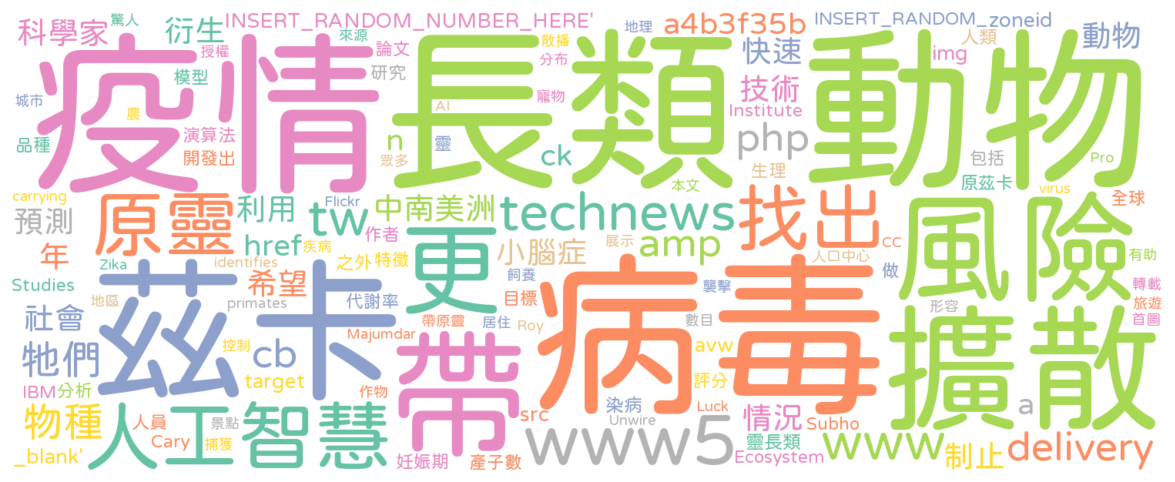 科學家
驚人
衍生
INSERT_RANDOM_NUMBER_HERE'
來源
授權
論文
散播
地理
分布
a4b3f35b
INSERT_RANDOM_zoneid
快速
人類
img
動物
疫情
長類
動物
模型
研究
寵物
技術
Institute
城市
農
AI
品種
演算法
開發出
n
眾多
靈
ck
php
包括
Pro
生理
原茲卡
本文
carrying
預測
原靈
利用
Flickr
tw
中南美洲
technews
找出
風險
virus
全球
年
href
作者
更
小腦症
展示
amp
人口中心
cc
有助
疾病
之外
特徵
Zika
identifies
Studies
希望
飼養
襲擊
做
地區
primates
代謝率
目標
轉載
旅遊
首圖
形容
社會
茲卡
Majumdar
帶原靈
居住
Roy
數目
病毒
擴散
牠們
控制
cb
帶
avw
IBM
分析
target
作物
評分
物種
人工智慧
src
染病
Luck
情況
Subho
a
人員
景點
Unwire
www5
www
delivery
Cary
捕獲
_blank'
妊娠期
產子數
靈長類
Ecosystem
制止